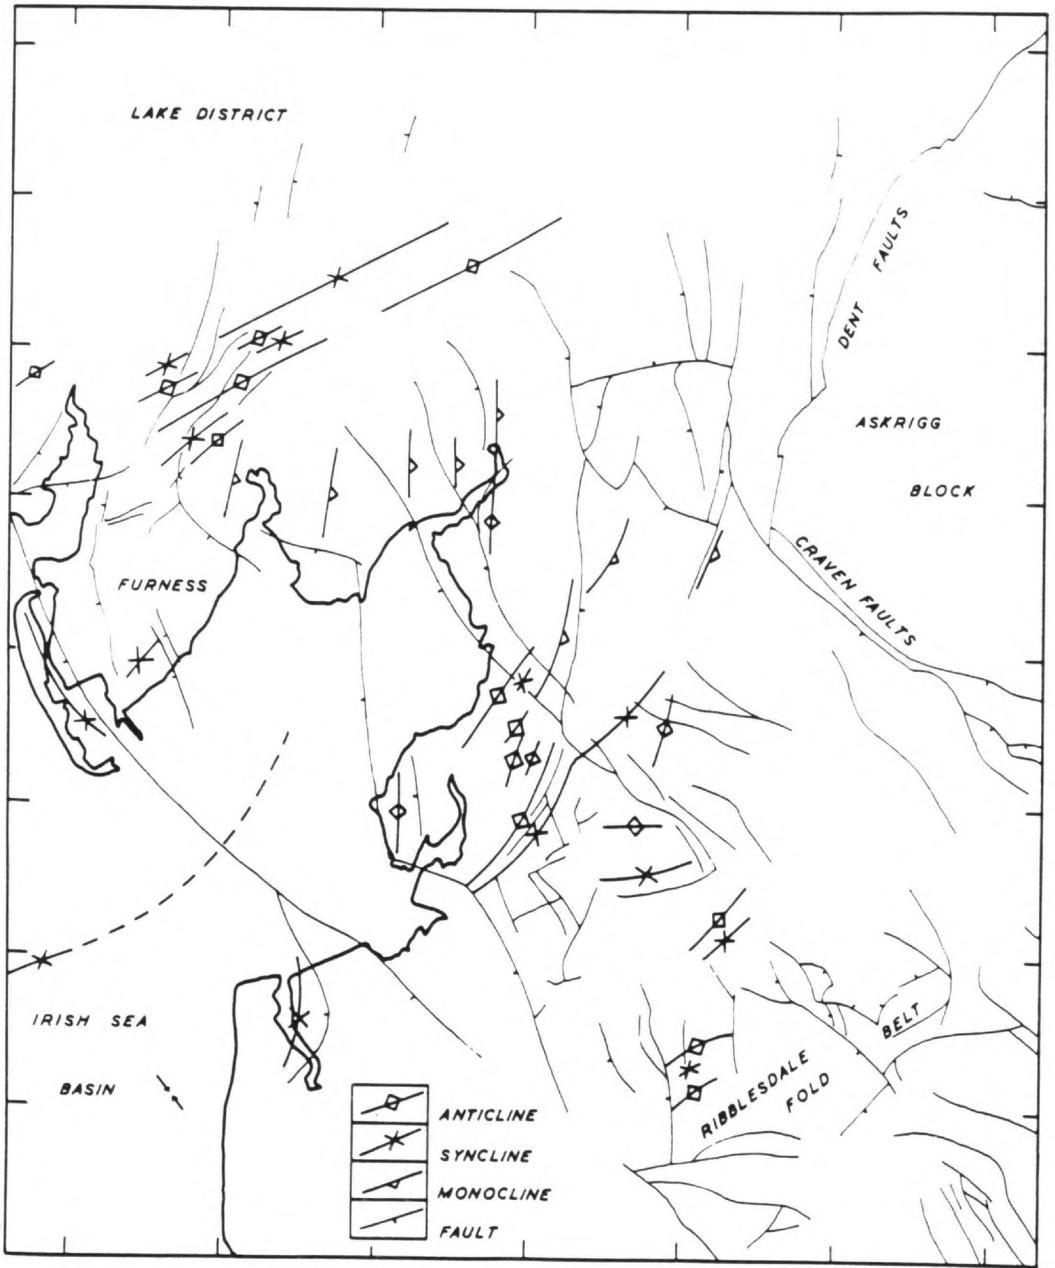 LAKE DISTRICT
DENT FAULTS
ASKRIGG
BLOCK
CRAVEN FAULTS
FURNESS
IRISH SEA
BASIN
RIBBLESDALE
FOLD
BELT
ANTICLINE
SYNCLINE
MONOCLINE
FAULT